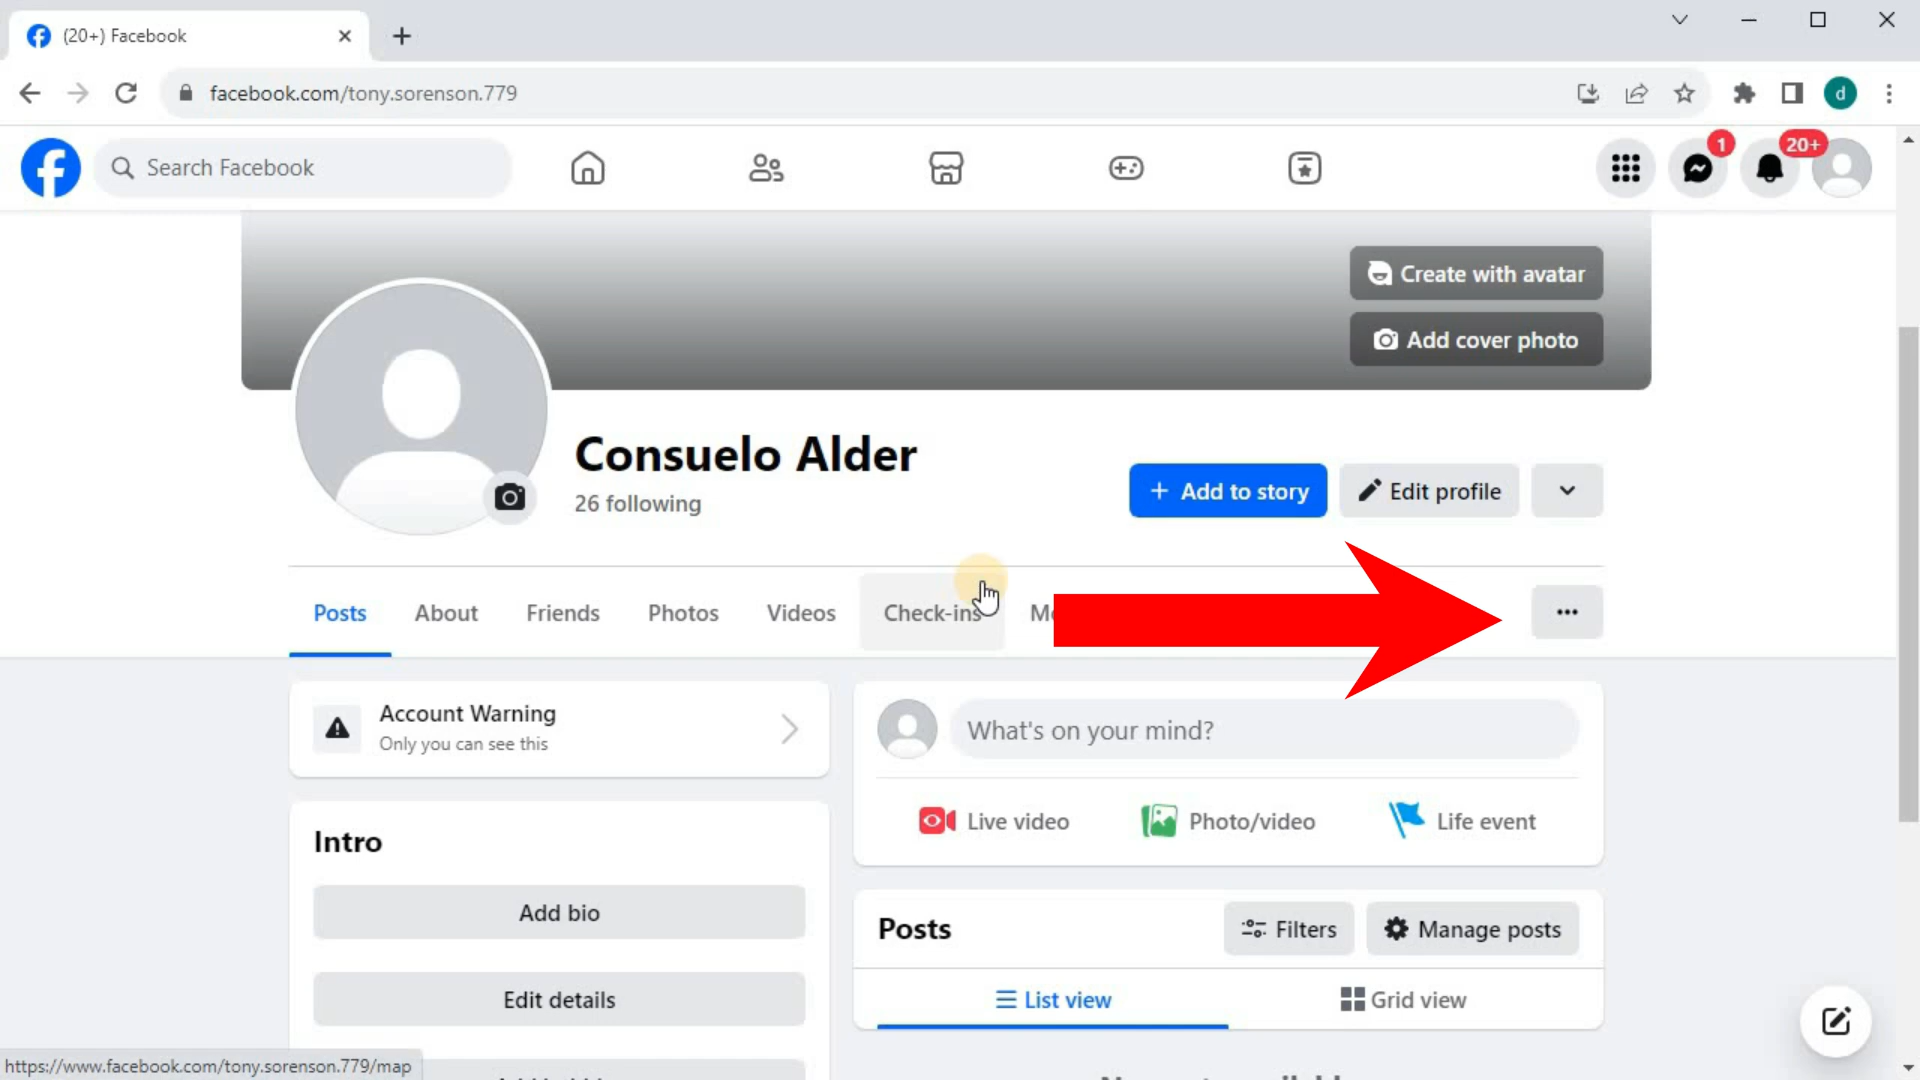 (20+) Facebook
facebook.com/tony.sorenson.779
d
Search Facebook
1
20+
Create with avatar
Add cover photo
Consuelo Alder
26 following
+ Add to story
Edit profile
Posts About Friends Photos Videos Check-ins
Account Warning
Only you can see this
What's on your mind?
Live video
Photo/video
Life event
Intro
Add bio
Edit details
Posts
Filters
Manage posts
List view
Grid view
https://www.facebook.com/tony.sorenson.779/map